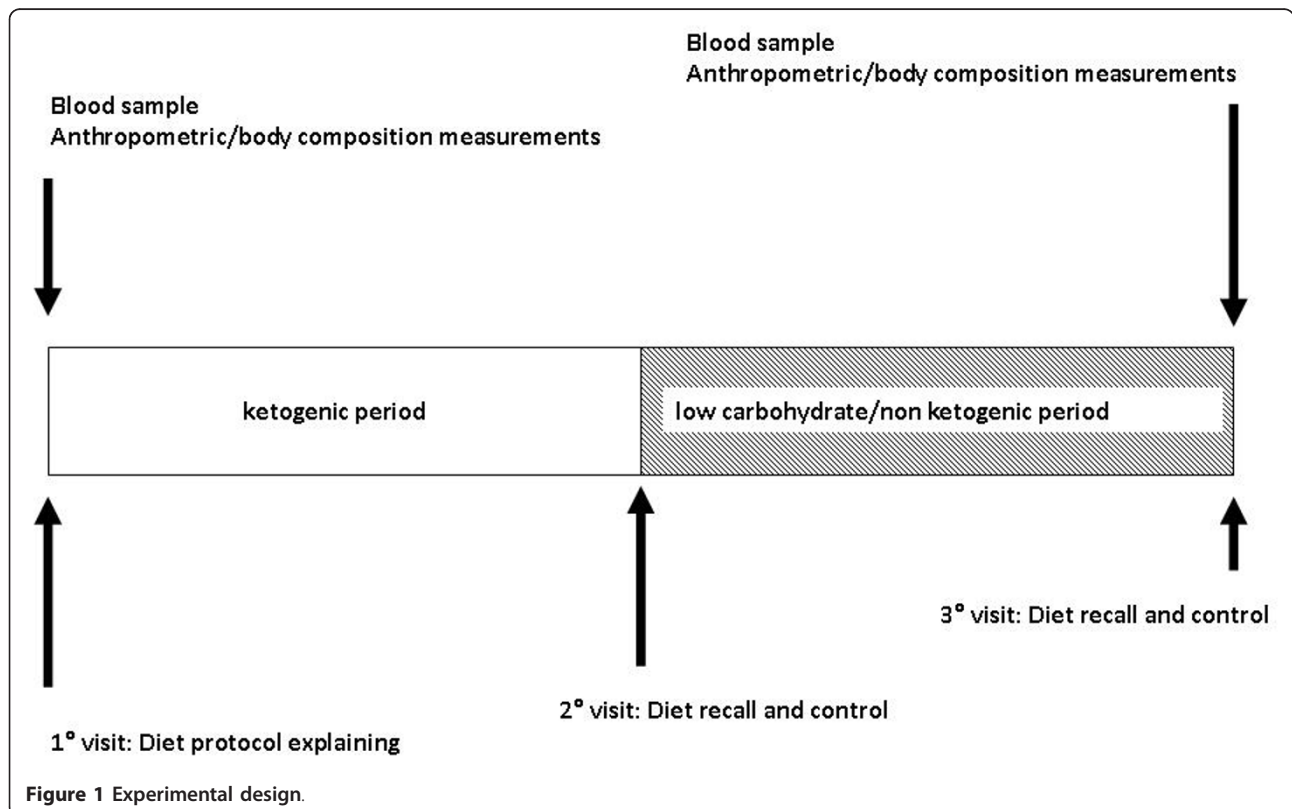 Blood sample
Anthropometric/body composition measurements
Blood sample
Anthropometric/body composition measurements
ketogenic period
low carbohydrate/non ketogenic period
3° visit: Diet recall and control
2° visit: Diet recall and control
1° visit: Diet protocol explaining
Figure 1 Experimental design.